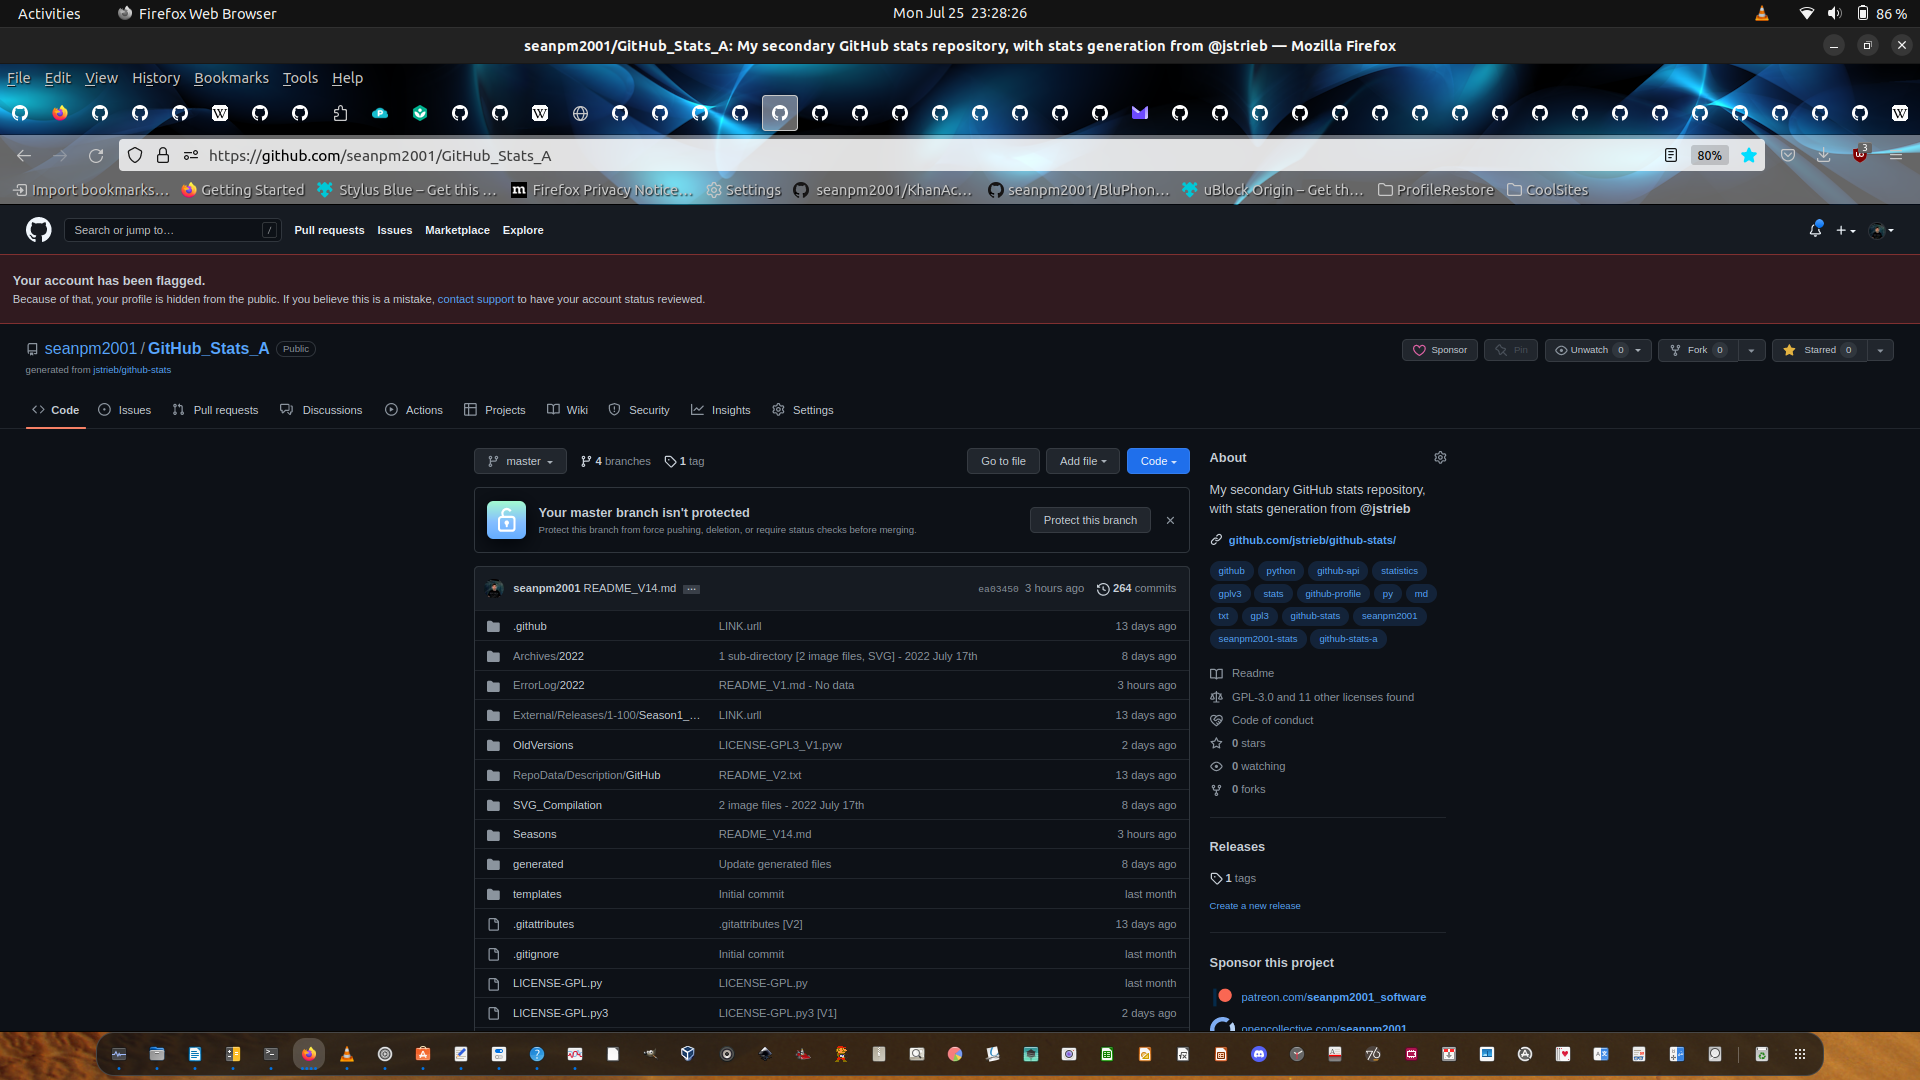 Activities Firefox Web Browser Mon Jul 25 23:28:26 86 %
seanpm2001/GitHub_Stats_A: My secondary GitHub stats repository, with stats generation from @jstrieb — Mozilla Firefox
File Edit View History Bookmarks Tools Help
https://github.com/seanpm2001/GitHub_Stats_A 80% 3
Import bookmarks… Getting Started Stylus Blue – Get this … Firefox Privacy Notice… Settings seanpm2001/KhanAc… seanpm2001/BluPhon… uBlock Origin – Get th… ProfileRestore CoolSites
Search or jump to… / Pull requests Issues Marketplace Explore
Your account has been flagged.
Because of that, your profile is hidden from the public. If you believe this is a mistake, contact support to have your account status reviewed.
seanpm2001 / GitHub_Stats_A Public Sponsor Pin Unwatch 0 Fork 0 Starred 0
generated from jstrieb/github-stats
Code Issues Pull requests Discussions Actions Projects Wiki Security Insights Settings
master 4 branches 1 tag Go to file Add file Code
Your master branch isn't protected
Protect this branch from force pushing, deletion, or require status checks before merging.
Protect this branch
seanpm2001 README_V14.md ea03450 3 hours ago 264 commits
.github LINK.urll 13 days ago
Archives/2022 1 sub-directory [2 image files, SVG] - 2022 July 17th 8 days ago
ErrorLog/2022 README_V1.md - No data 3 hours ago
External/Releases/1-100/Season1_… LINK.urll 13 days ago
OldVersions LICENSE-GPL3_V1.pyw 2 days ago
RepoData/Description/GitHub README_V2.txt 13 days ago
SVG_Compilation 2 image files - 2022 July 17th 8 days ago
Seasons README_V14.md 3 hours ago
generated Update generated files 8 days ago
templates Initial commit last month
.gitattributes .gitattributes [V2] 13 days ago
.gitignore Initial commit last month
LICENSE-GPL.py LICENSE-GPL.py last month
LICENSE-GPL.py3 LICENSE-GPL.py3 [V1] 2 days ago
About
My secondary GitHub stats repository,
with stats generation from @jstrieb
github.com/jstrieb/github-stats/
github python github-api statistics
gplv3 stats github-profile py md
txt gpl3 github-stats seanpm2001
seanpm2001-stats github-stats-a
Readme
GPL-3.0 and 11 other licenses found
Code of conduct
0 stars
0 watching
0 forks
Releases
1 tags
Create a new release
Sponsor this project
patreon.com/seanpm2001_software
opencollective.com/seanpm2001